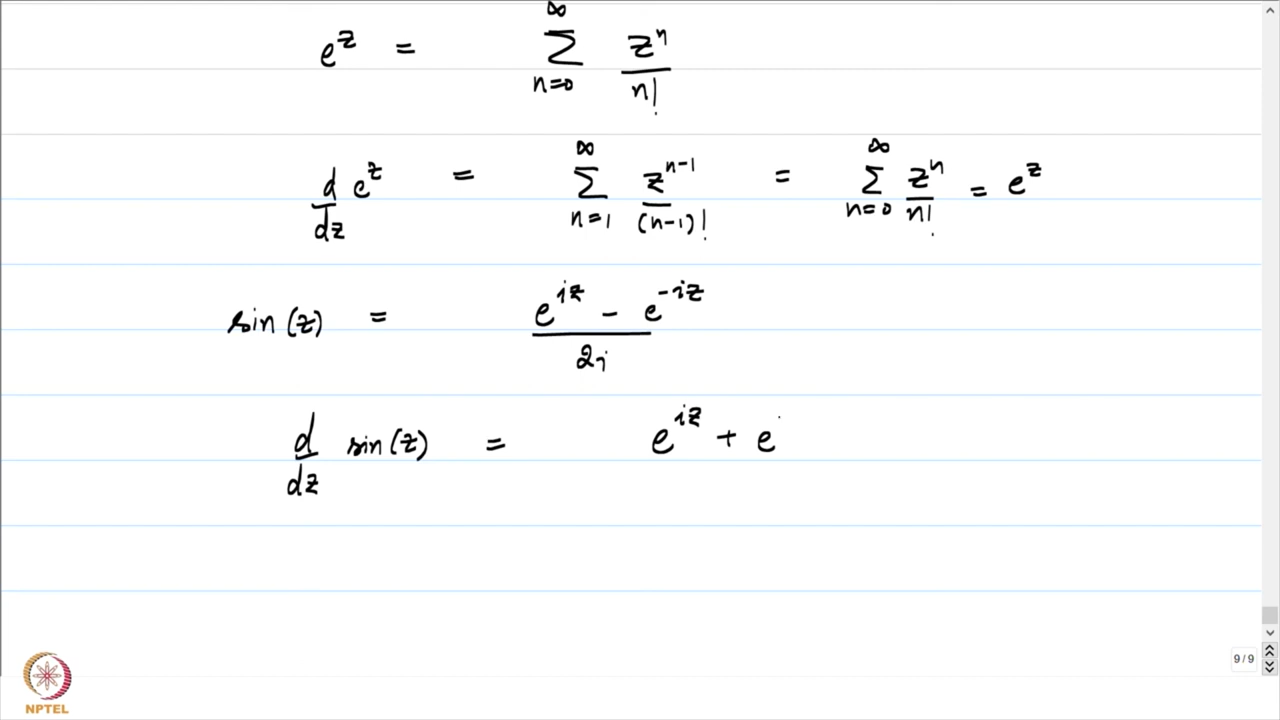 e^z = ∑_{n=0}^{∞} z^n / n!
d/dz e^z = ∑_{n=1}^{∞} z^{n-1} / (n-1)! = ∑_{n=0}^{∞} z^n / n! = e^z
sin(z) = (e^{iz} - e^{-iz}) / 2i
d/dz sin(z) = e^{iz} + e
9/9
NPTEL